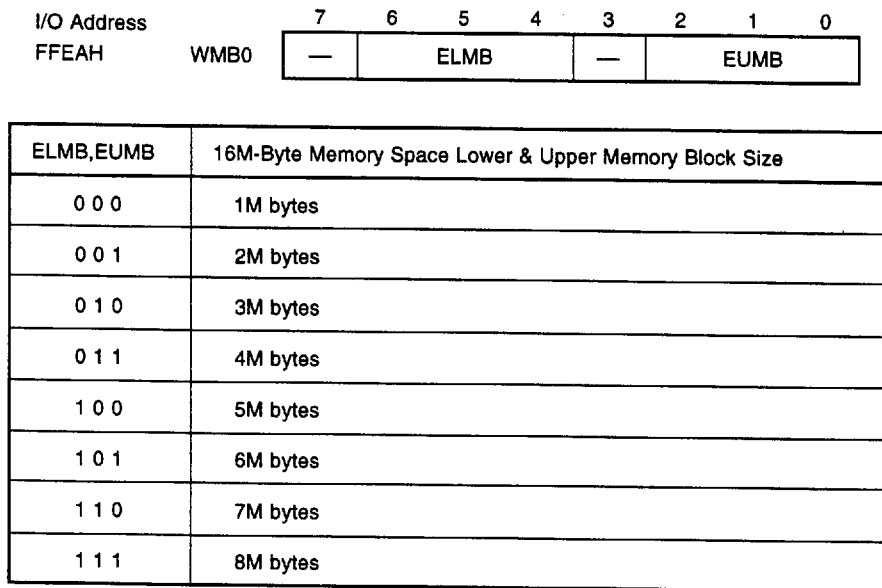 I/O Address 7 6 5 4 3 2 1 0
FFEAH WMB0 — ELMB — EUMB
ELMB,EUMB 16M-Byte Memory Space Lower & Upper Memory Block Size
0 0 0 1M bytes
0 0 1 2M bytes
0 1 0 3M bytes
0 1 1 4M bytes
1 0 0 5M bytes
1 0 1 6M bytes
1 1 0 7M bytes
1 1 1 8M bytes